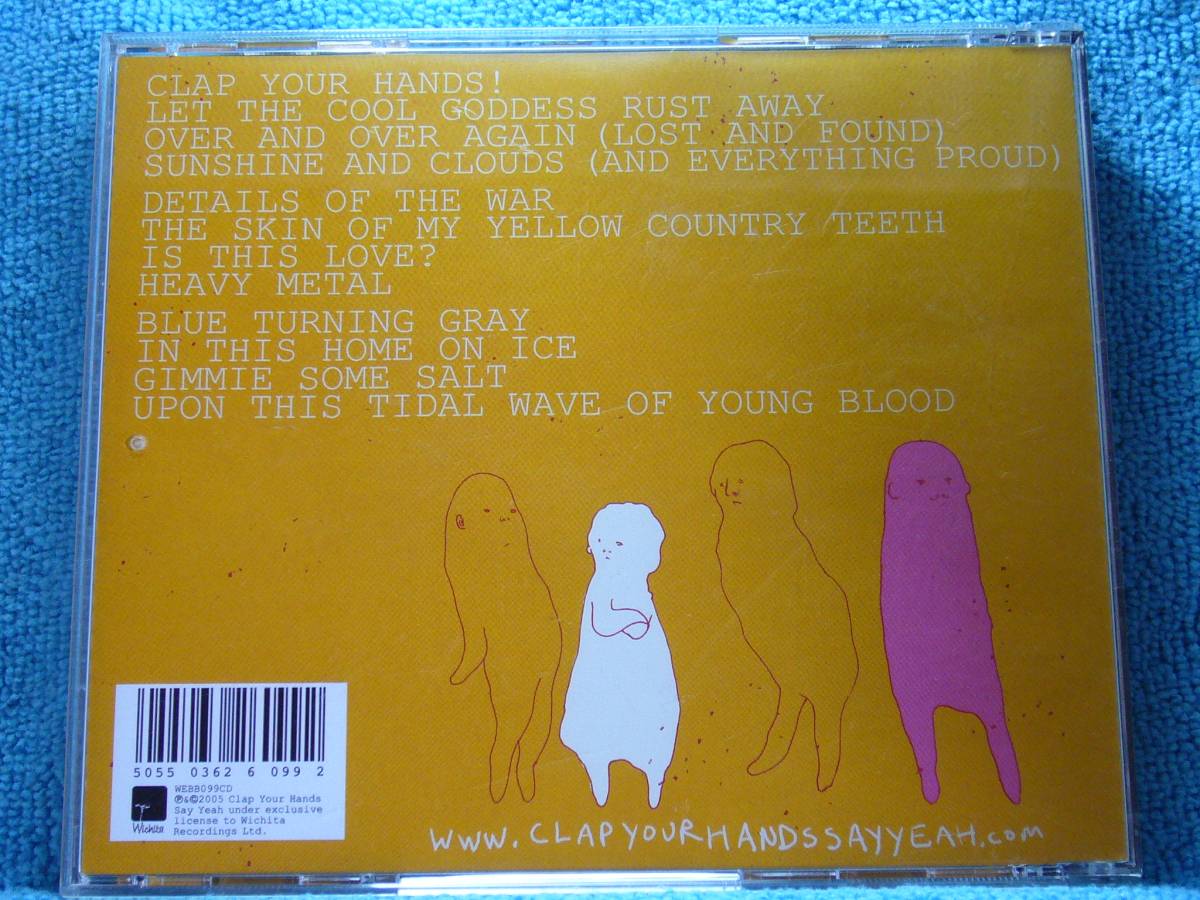 CLAP YOUR HANDS!
LET THE COOL GODDESS RUST AWAY
OVER AND OVER AGAIN (LOST AND FOUND)
SUNSHINE AND CLOUDS (AND EVERYTHING PROUD)
DETAILS OF THE WAR
THE SKIN OF MY YELLOW COUNTRY TEETH
IS THIS LOVE?
HEAVY METAL
BLUE TURNING GRAY
IN THIS HOME ON ICE
GIMMIE SOME SALT
UPON THIS TIDAL WAVE OF YOUNG BLOOD
5055 0362 6 099 2
WEBB099CD
℗&©2005 Clap Your Hands
Say Yeah under exclusive
license to Wichita
Recordings Ltd.
Wichita
WWW.CLAPYOURHANDSSAYYEAH.com